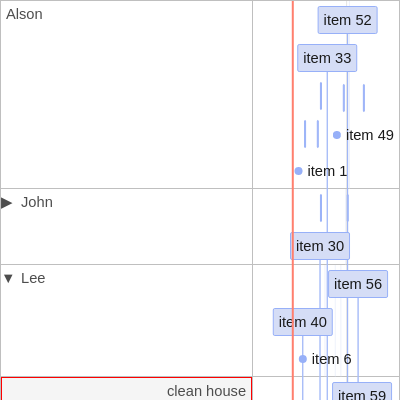 Alson
item 52
item 33
item 49
item 1
▶ John
item 30
▼ Lee
item 56
item 40
item 6
clean house
item 59